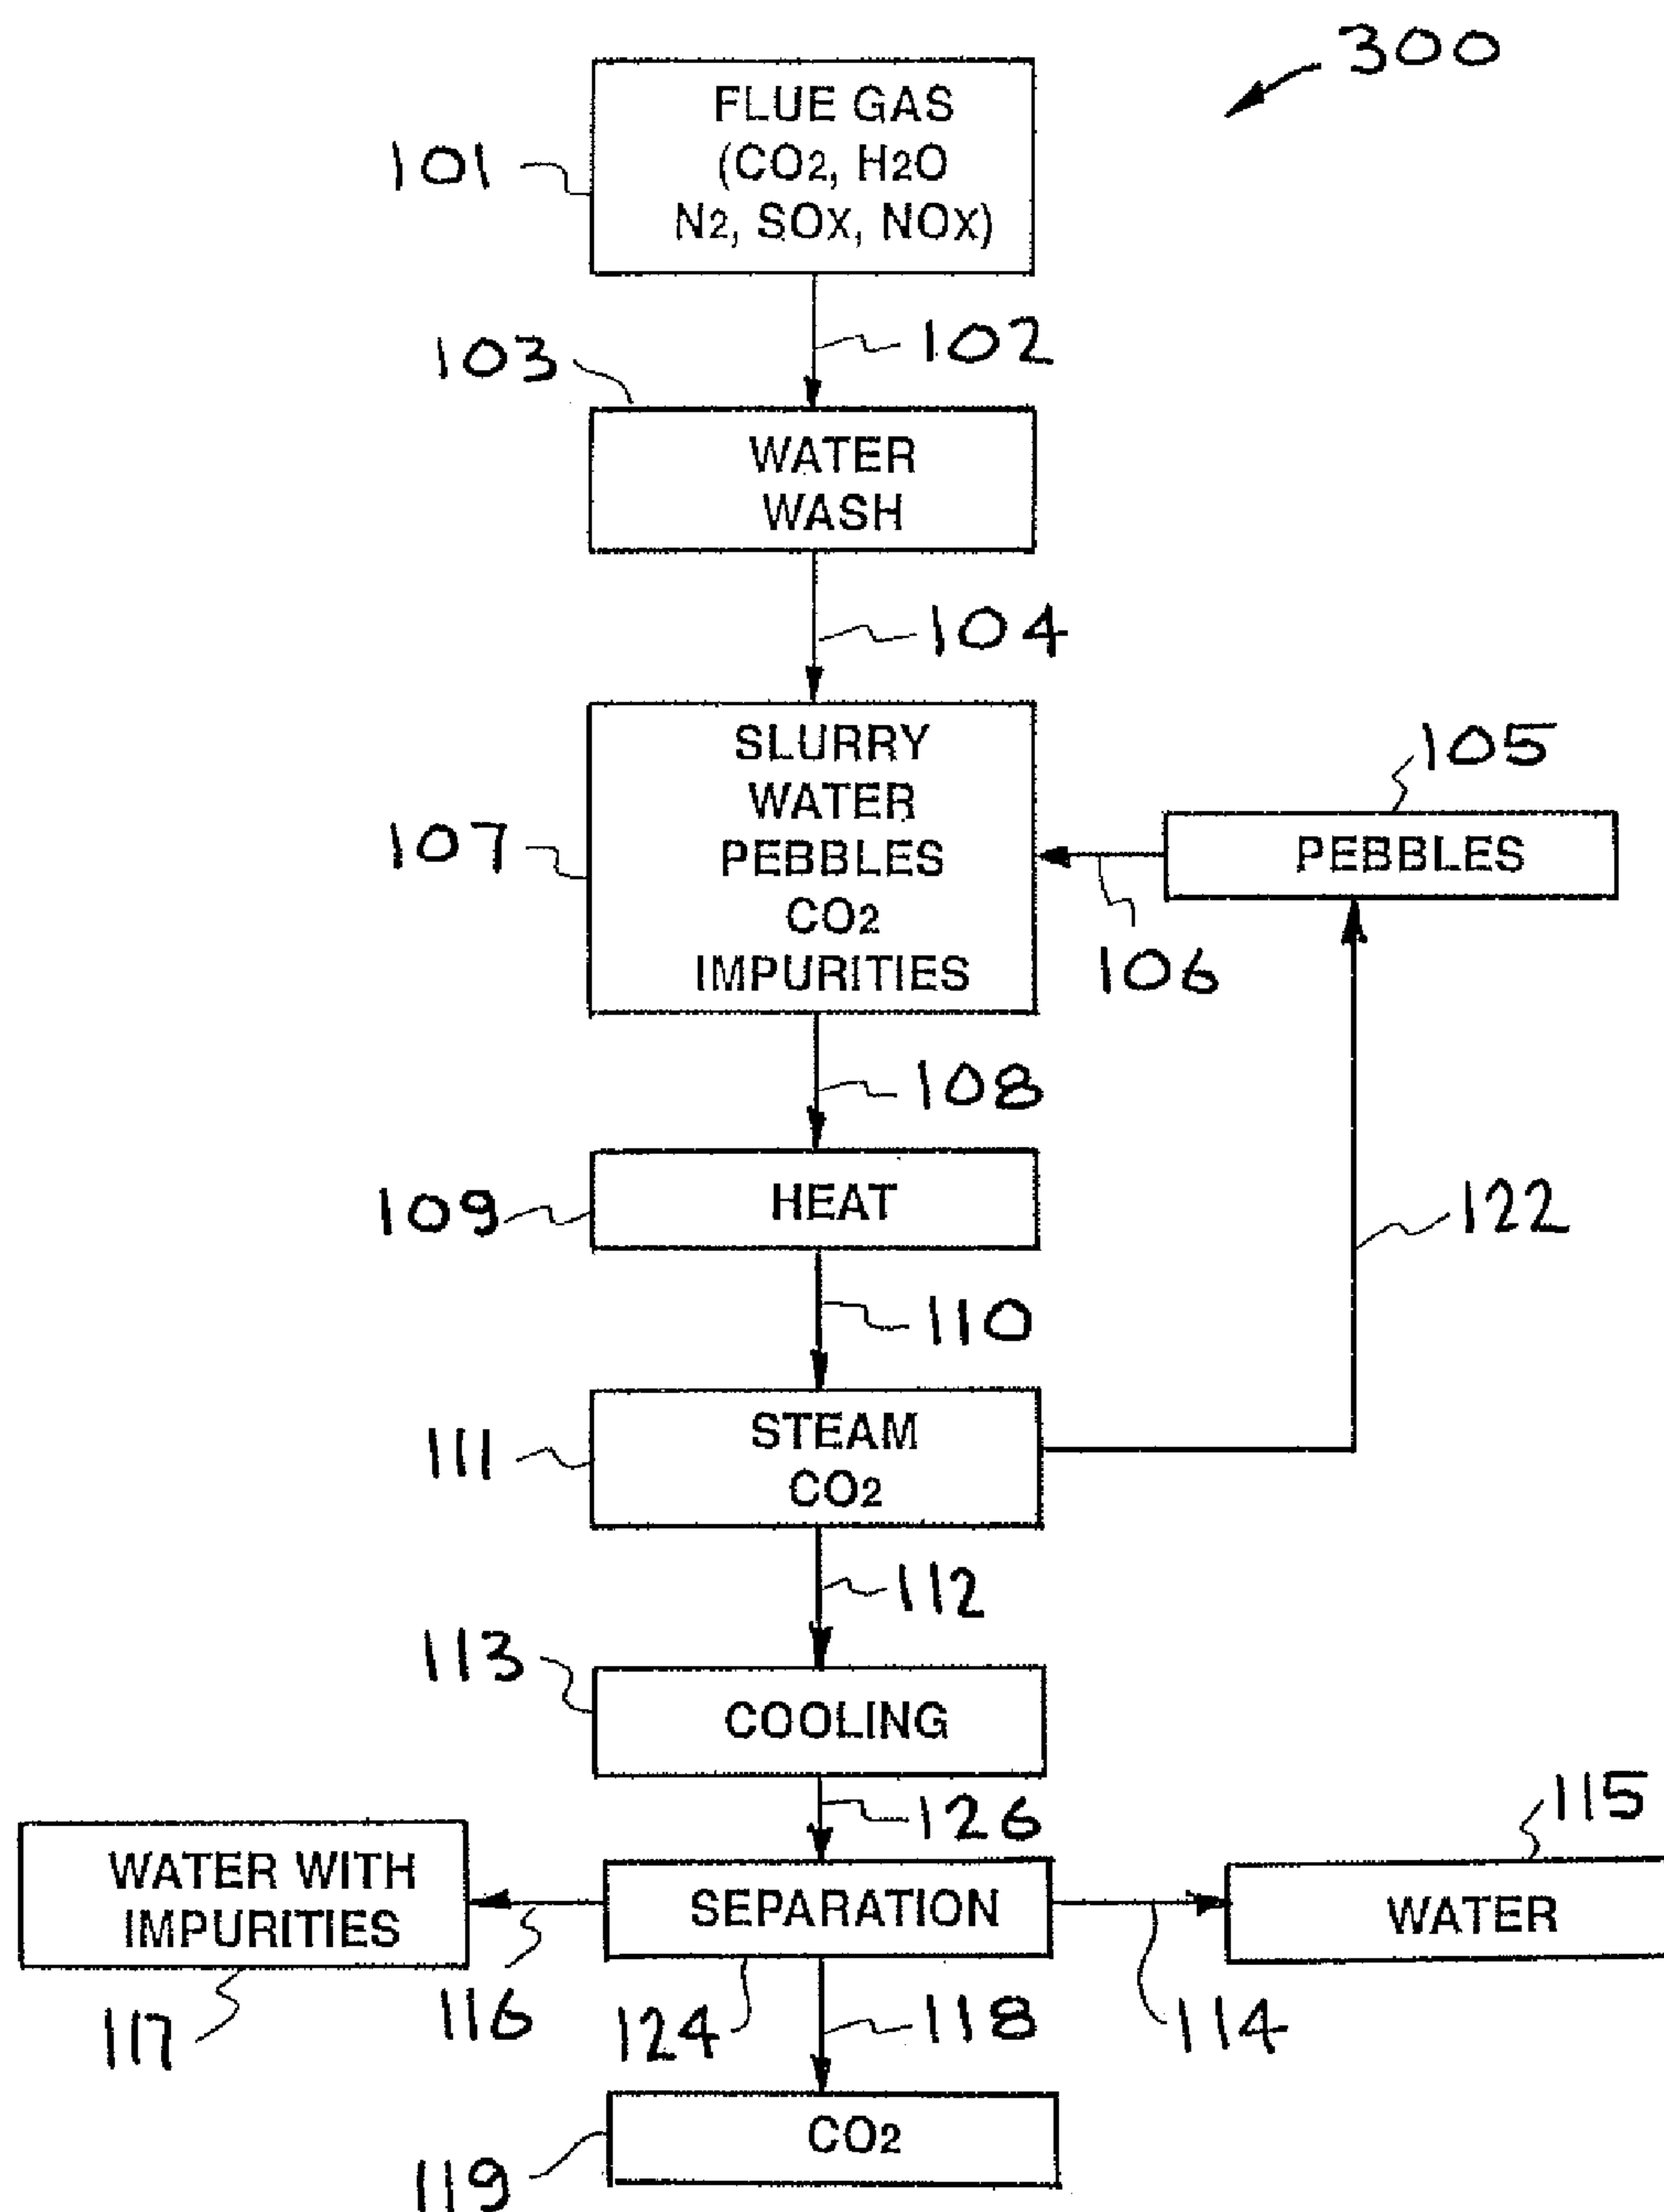 300
FLUE GAS
(CO2, H2O
N2, SOX, NOX)
101
102
103
WATER
WASH
104
SLURRY
WATER
PEBBLES
CO2
IMPURITIES
107
105
PEBBLES
106
108
HEAT
109
122
110
STEAM
CO2
111
112
113
COOLING
126
115
WATER WITH
IMPURITIES
SEPARATION
WATER
117
116
124
118
114
CO2
119